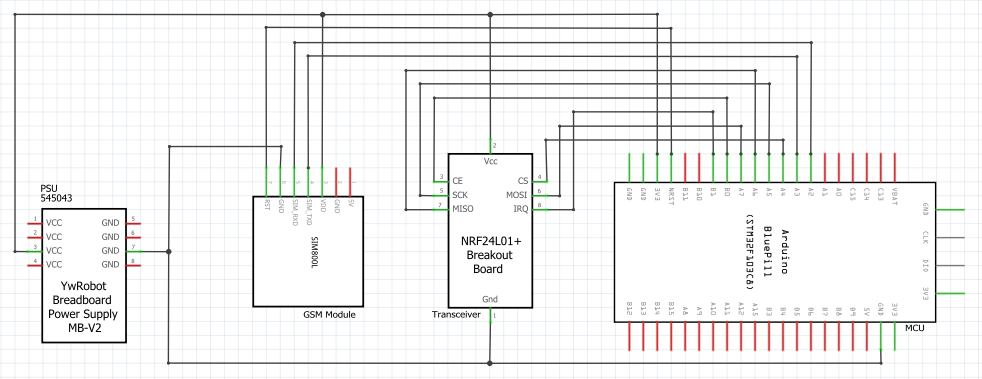 PSU
545043
1 VCC GND 5
2 VCC GND 6
3 VCC GND 7
4 VCC GND 8
YwRobot
Breadboard
Power Supply
MB-V2
RST
GND
SIM_RXD
SIM_TXD
VDD
GND
5V
SIM800L
GSM Module
2
Vcc
3 CE CS 4
5 SCK MOSI 6
7 MISO IRQ 8
NRF24L01+
Breakout
Board
Gnd
1
Transceiver
GND
GND
3V3
NRST
B11
B10
B1
B0
A7
A6
A5
A4
A3
A2
A1
A0
C15
C14
C13
VBAT
Arduino
BluePill
(STM32F103C8)
GND
CLK
DIO
3V3
B12
B13
B14
B15
A8
A9
A10
A11
A12
A15
B3
B4
B5
B6
B7
B8
B9
5V
GND
3V3
MCU